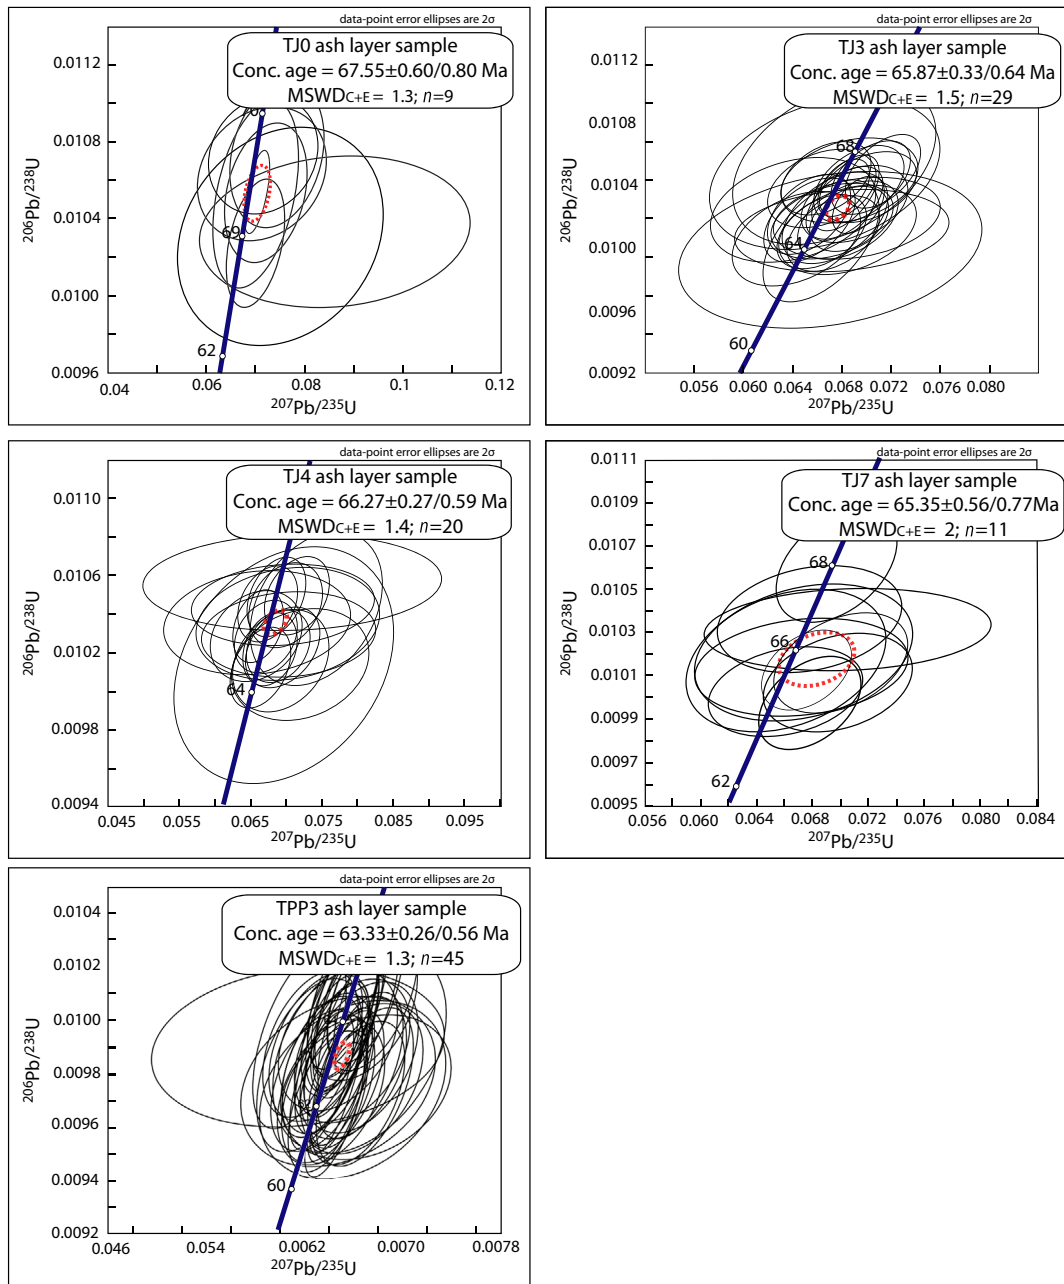 data-point error ellipses are 2σ
TJ0 ash layer sample
Conc. age = 67.55±0.60/0.80 Ma
MSWDC+E = 1.3; n=9
0.0112
0.0108
0.0104
0.0100
0.0096
206Pb/238U
69
62
0.04
0.06
0.08
0.1
0.12
207Pb/235U
data-point error ellipses are 2σ
TJ3 ash layer sample
Conc. age = 65.87±0.33/0.64 Ma
MSWDC+E = 1.5; n=29
0.0112
0.0108
0.0104
0.0100
0.0096
0.0092
206Pb/238U
68
64
60
0.056
0.060
0.064
0.068
0.072
0.076
0.080
207Pb/235U
data-point error ellipses are 2σ
TJ4 ash layer sample
Conc. age = 66.27±0.27/0.59 Ma
MSWDC+E = 1.4; n=20
0.0110
0.0106
0.0102
0.0098
0.0094
206Pb/238U
64
0.045
0.055
0.065
0.075
0.085
0.095
207Pb/235U
data-point error ellipses are 2σ
TJ7 ash layer sample
Conc. age = 65.35±0.56/0.77Ma
MSWDC+E = 2; n=11
0.0111
0.0109
0.0107
0.0105
0.0103
0.0101
0.0099
0.0097
0.0095
206Pb/238U
68
66
62
0.056
0.060
0.064
0.068
0.072
0.076
0.080
0.084
207Pb/235U
data-point error ellipses are 2σ
TPP3 ash layer sample
Conc. age = 63.33±0.26/0.56 Ma
MSWDC+E = 1.3; n=45
0.0104
0.0102
0.0100
0.0098
0.0096
0.0094
0.0092
206Pb/238U
60
0.046
0.054
0.0062
0.0070
0.0078
207Pb/235U